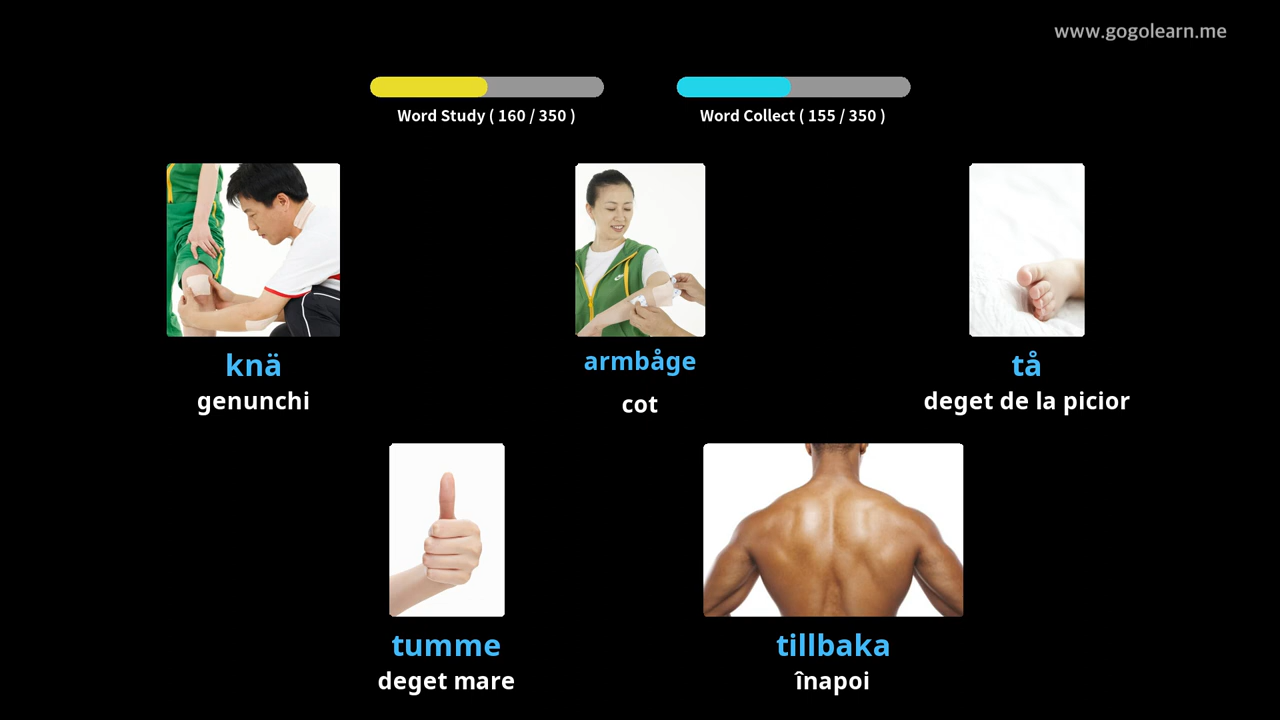 www.gogolearn.me
Word Study ( 160 / 350 )
Word Collect ( 155 / 350 )
knä
armbåge
tå
genunchi
cot
deget de la picior
tumme
tillbaka
deget mare
înapoi